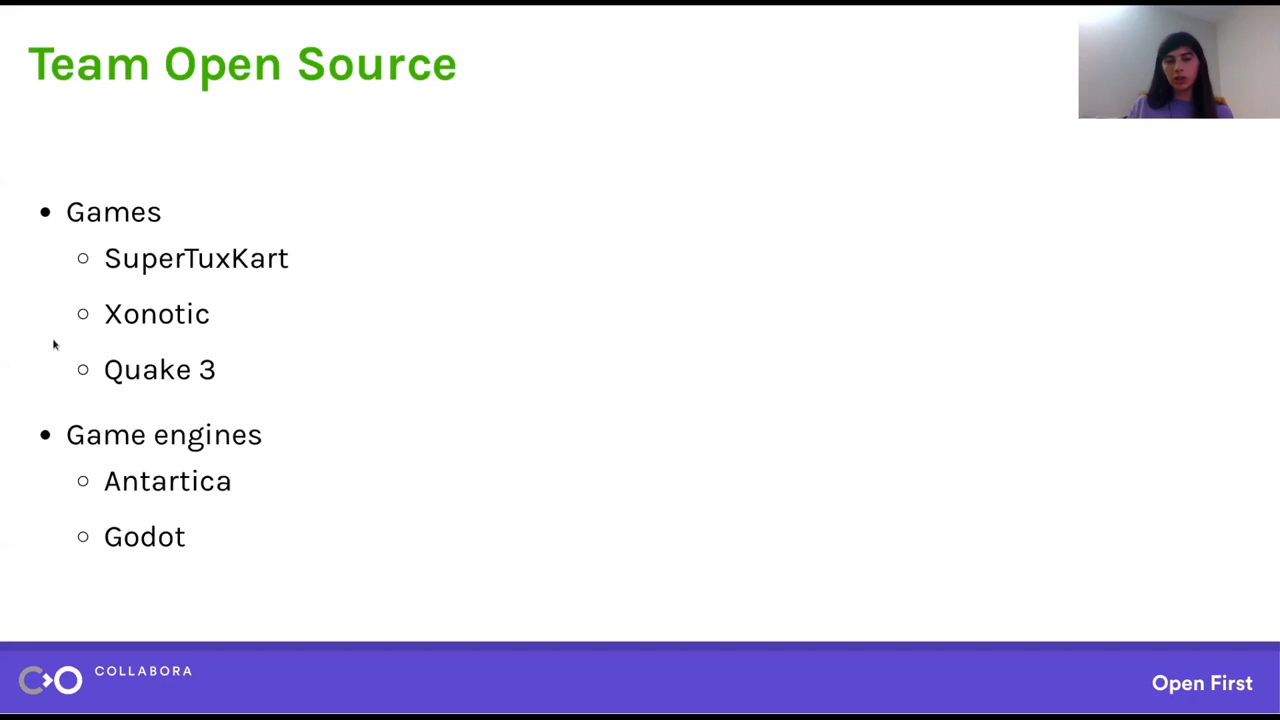 Team Open Source
Games
SuperTuxKart
Xonotic
Quake 3
Game engines
Antartica
Godot
COLLABORA
Open First